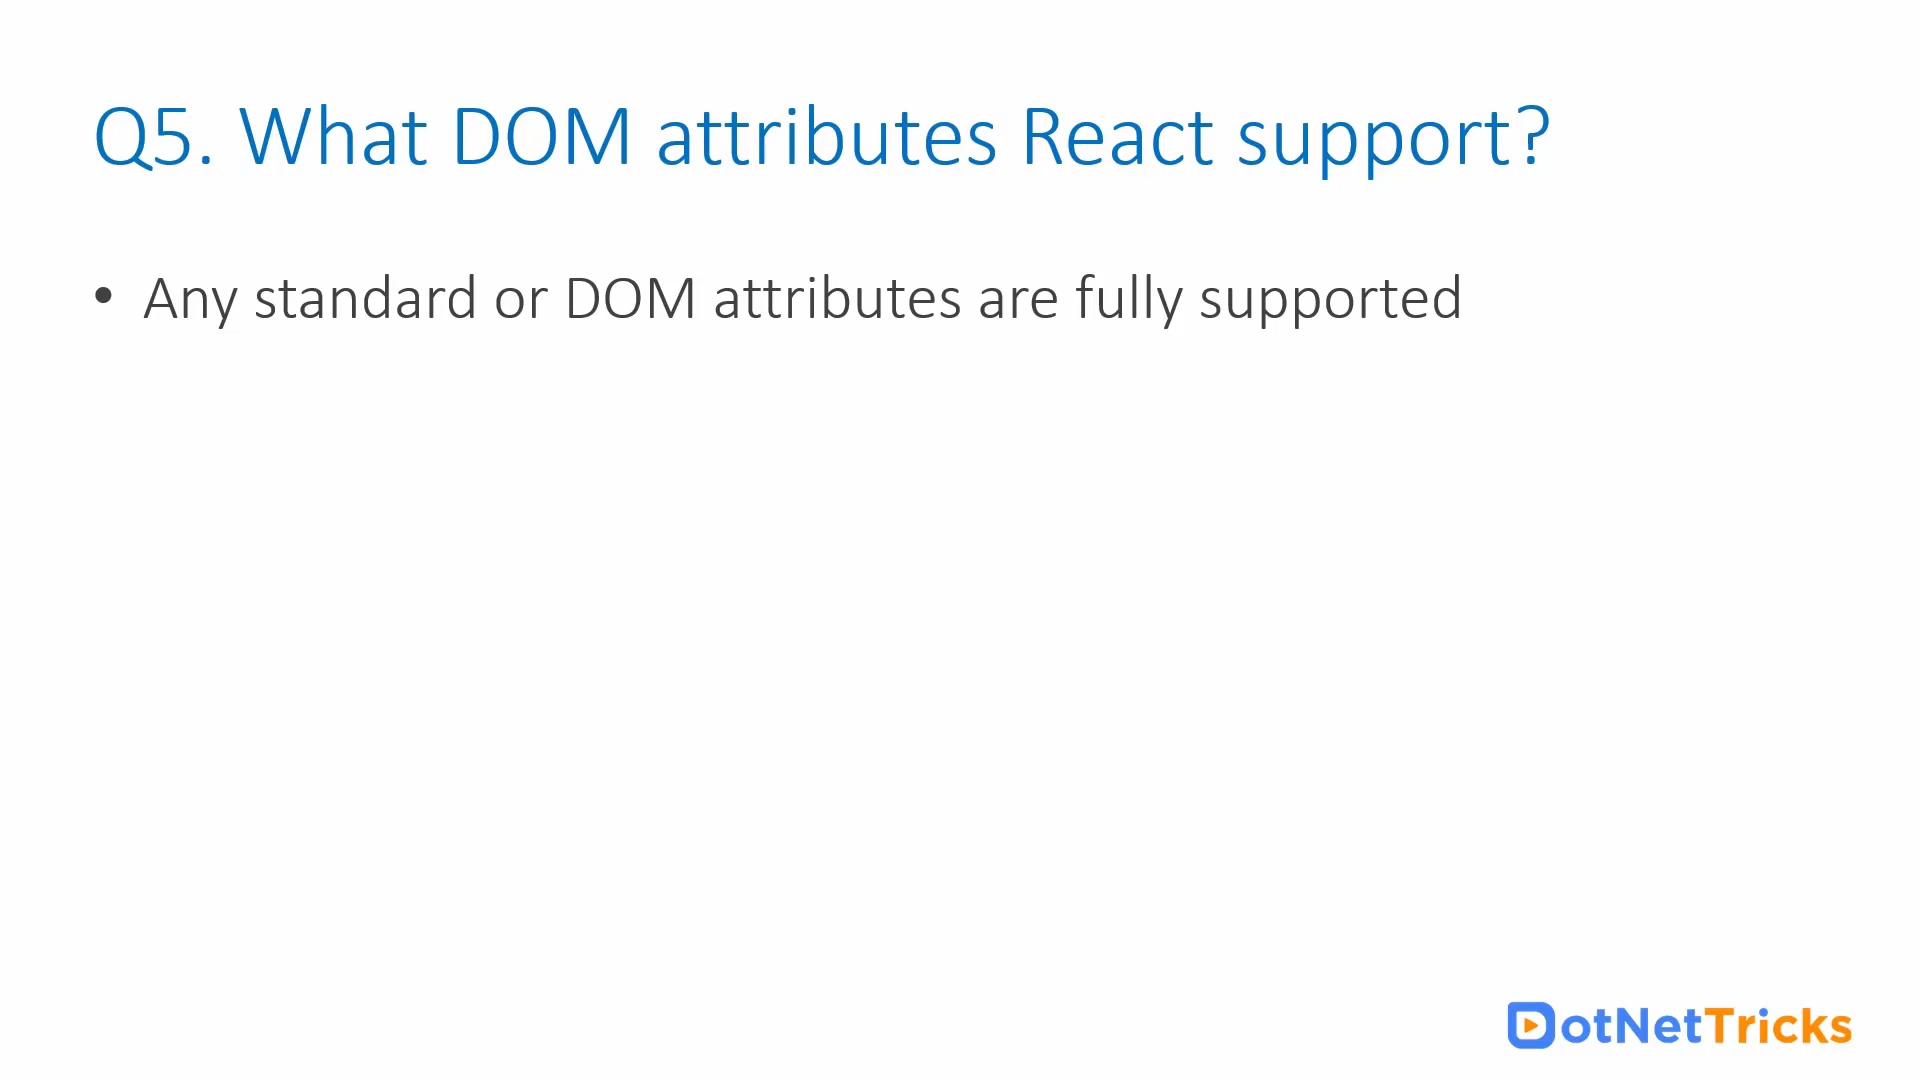 Q5. What DOM attributes React support?
• Any standard or DOM attributes are fully supported
DotNetTricks